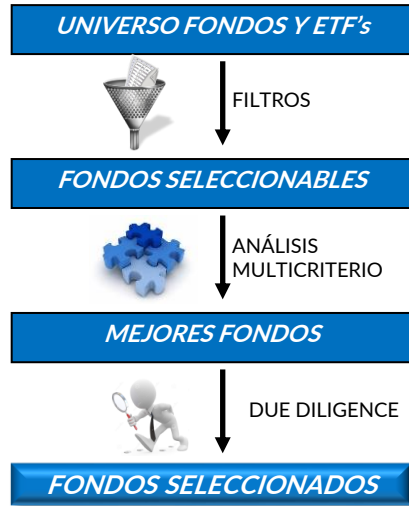 UNIVERSO FONDOS Y ETF's
FILTROS
FONDOS SELECCIONABLES
ANÁLISIS
MULTICRITERIO
MEJORES FONDOS
DUE DILIGENCE
FONDOS SELECCIONADOS